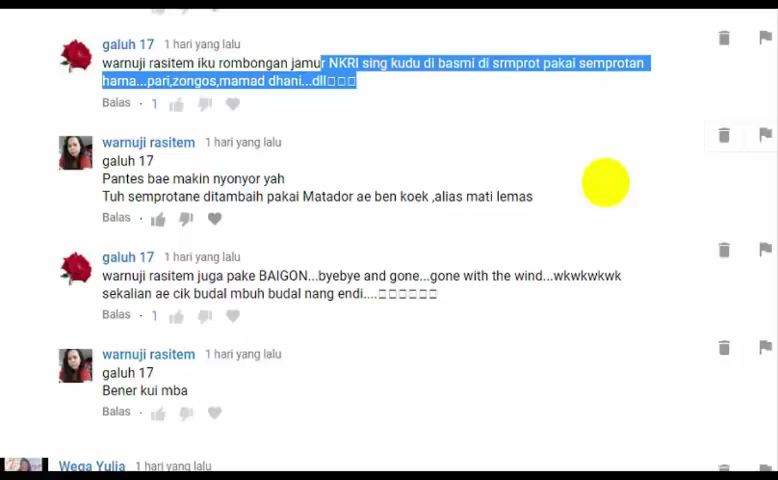 galuh 17 1 hari yang lalu
warnuji rasitem iku rombongan jamur NKRI sing kudu di basmi di srmprot pakai semprotan
hama...pari,zongos,mamad dhani...dll□□□
Balas · 1
warnuji rasitem 1 hari yang lalu
galuh 17
Pantes bae makin nyonyor yah
Tuh semprotane ditambaih pakai Matador ae ben koek ,alias mati lemas
Balas ·
galuh 17 1 hari yang lalu
warnuji rasitem juga pake BAIGON...byebye and gone...gone with the wind...wkwkwkwk
sekalian ae cik budal mbuh budal nang endi....□□□□□□
Balas · 1
warnuji rasitem 1 hari yang lalu
galuh 17
Bener kui mba
Balas ·
Wega Yulia 1 hari yang lalu